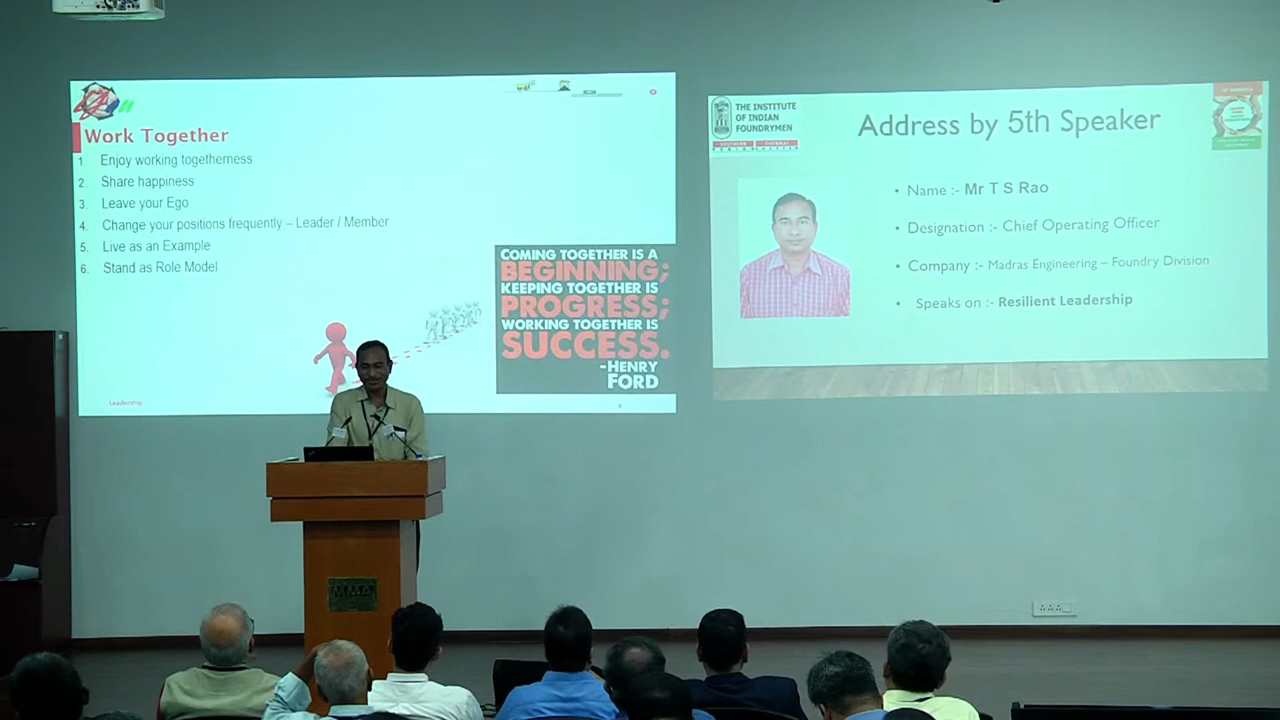 Work Together
1. Enjoy working togetherness
2. Share happiness
3. Leave your Ego
4. Change your positions frequently – Leader / Member
5. Live as an Example
6. Stand as Role Model
COMING TOGETHER IS A
BEGINNING;
KEEPING TOGETHER IS
PROGRESS;
WORKING TOGETHER IS
SUCCESS.
-HENRY
FORD
Leadership
THE INSTITUTE
OF INDIAN
FOUNDRYMEN
SOUTHERN CHENNAI
Address by 5th Speaker
• Name :- Mr T S Rao
• Designation :- Chief Operating Officer
• Company :- Madras Engineering – Foundry Division
• Speaks on :- Resilient Leadership
MMA